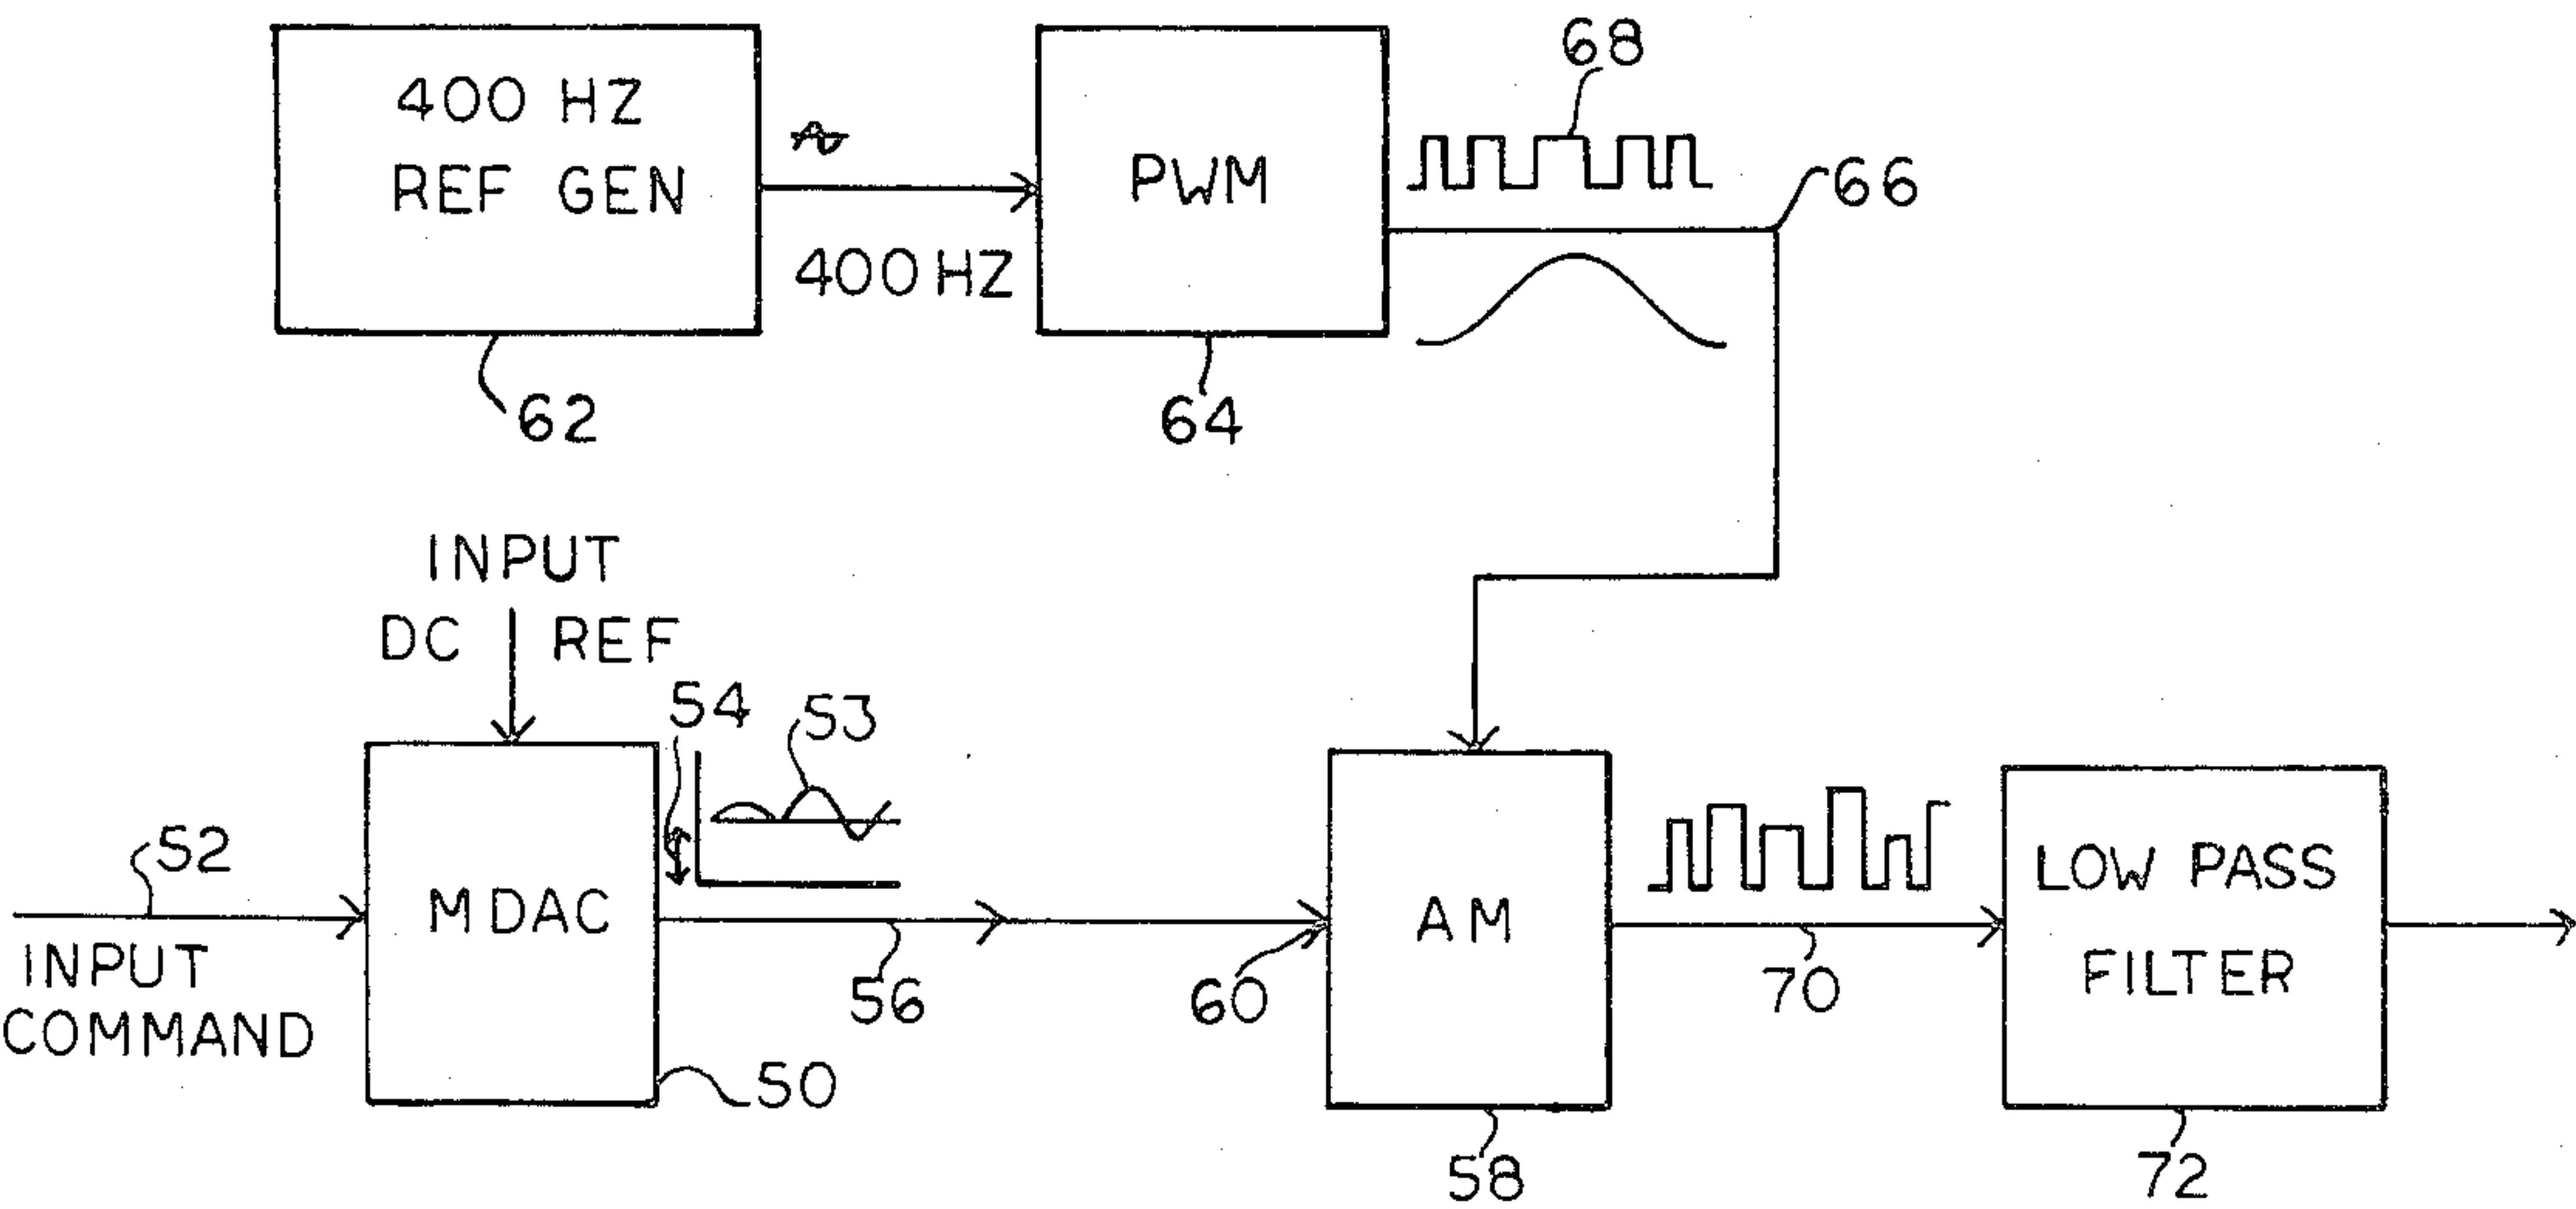 400 HZ
REF GEN
62
400 HZ
PWM
64
68
66
INPUT
DC REF
54
53
52
INPUT
COMMAND
MDAC
50
56
60
AM
58
70
LOW PASS
FILTER
72